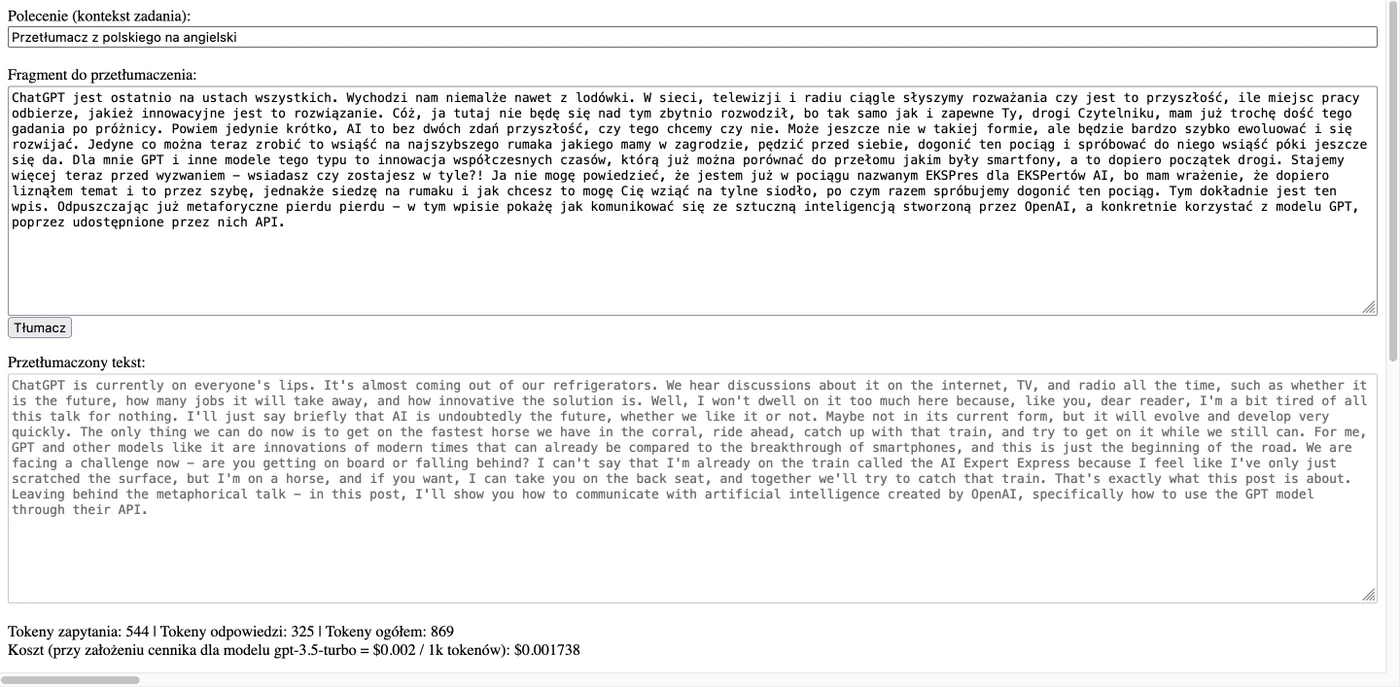 Polecenie (kontekst zadania):
Przetłumacz z polskiego na angielski
Fragment do przetłumaczenia:
ChatGPT jest ostatnio na ustach wszystkich. Wychodzi nam niemalże nawet z lodówki. W sieci, telewizji i radiu ciągle słyszymy rozważania czy jest to przyszłość, ile miejsc pracy
odbierze, jakież innowacyjne jest to rozwiązanie. Cóż, ja tutaj nie będę się nad tym zbytnio rozwodził, bo tak samo jak i zapewne Ty, drogi Czytelniku, mam już trochę dość tego
gadania po próżnicy. Powiem jedynie krótko, AI to bez dwóch zdań przyszłość, czy tego chcemy czy nie. Może jeszcze nie w takiej formie, ale będzie bardzo szybko ewoluować i się
rozwijać. Jedyne co można teraz zrobić to wsiąść na najszybszego rumaka jakiego mamy w zagrodzie, pędzić przed siebie, dogonić ten pociąg i spróbować do niego wsiąść póki jeszcze
się da. Dla mnie GPT i inne modele tego typu to innowacja współczesnych czasów, którą już można porównać do przełomu jakim były smartfony, a to dopiero początek drogi. Stajemy
więcej teraz przed wyzwaniem – wsiadasz czy zostajesz w tyle?! Ja nie mogę powiedzieć, że jestem już w pociągu nazwanym EKSPres dla EKSPertów AI, bo mam wrażenie, że dopiero
liznąłem temat i to przez szybę, jednakże siedzę na rumaku i jak chcesz to mogę Cię wziąć na tylne siodło, po czym razem spróbujemy dogonić ten pociąg. Tym dokładnie jest ten
wpis. Odpuszczając już metaforyczne pierdu pierdu – w tym wpisie pokażę jak komunikować się ze sztuczną inteligencją stworzoną przez OpenAI, a konkretnie korzystać z modelu GPT,
poprzez udostępnione przez nich API.
Tłumacz
Przetłumaczony tekst:
ChatGPT is currently on everyone's lips. It's almost coming out of our refrigerators. We hear discussions about it on the internet, TV, and radio all the time, such as whether it
is the future, how many jobs it will take away, and how innovative the solution is. Well, I won't dwell on it too much here because, like you, dear reader, I'm a bit tired of all
this talk for nothing. I'll just say briefly that AI is undoubtedly the future, whether we like it or not. Maybe not in its current form, but it will evolve and develop very
quickly. The only thing we can do now is to get on the fastest horse we have in the corral, ride ahead, catch up with that train, and try to get on it while we still can. For me,
GPT and other models like it are innovations of modern times that can already be compared to the breakthrough of smartphones, and this is just the beginning of the road. We are
facing a challenge now – are you getting on board or falling behind? I can't say that I'm already on the train called the AI Expert Express because I feel like I've only just
scratched the surface, but I'm on a horse, and if you want, I can take you on the back seat, and together we'll try to catch that train. That's exactly what this post is about.
Leaving behind the metaphorical talk – in this post, I'll show you how to communicate with artificial intelligence created by OpenAI, specifically how to use the GPT model
through their API.
Tokeny zapytania: 544 | Tokeny odpowiedzi: 325 | Tokeny ogółem: 869
Koszt (przy założeniu cennika dla modelu gpt-3.5-turbo = $0.002 / 1k tokenów): $0.001738